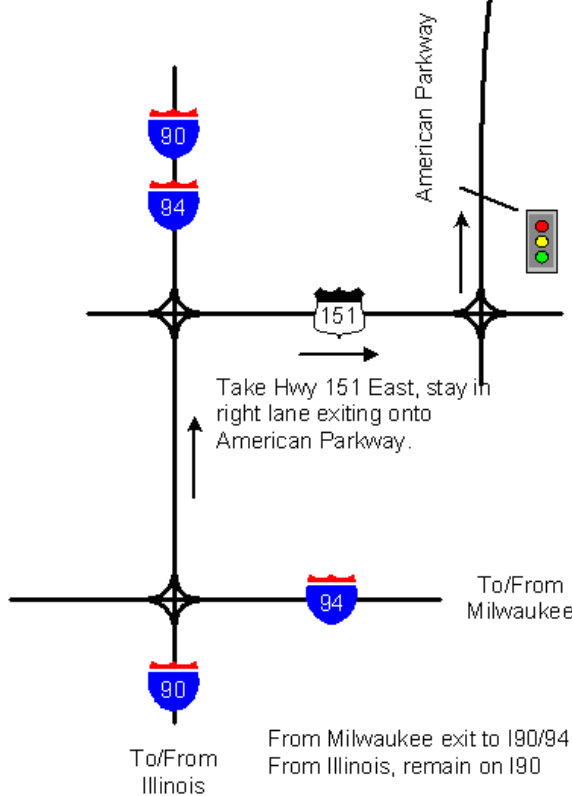 American Parkway
90
94
151
Take Hwy 151 East, stay in
right lane exiting onto
American Parkway.
94
To/From
Milwaukee
90
To/From
Illinois
From Milwaukee exit to I90/94
From Illinois, remain on I90